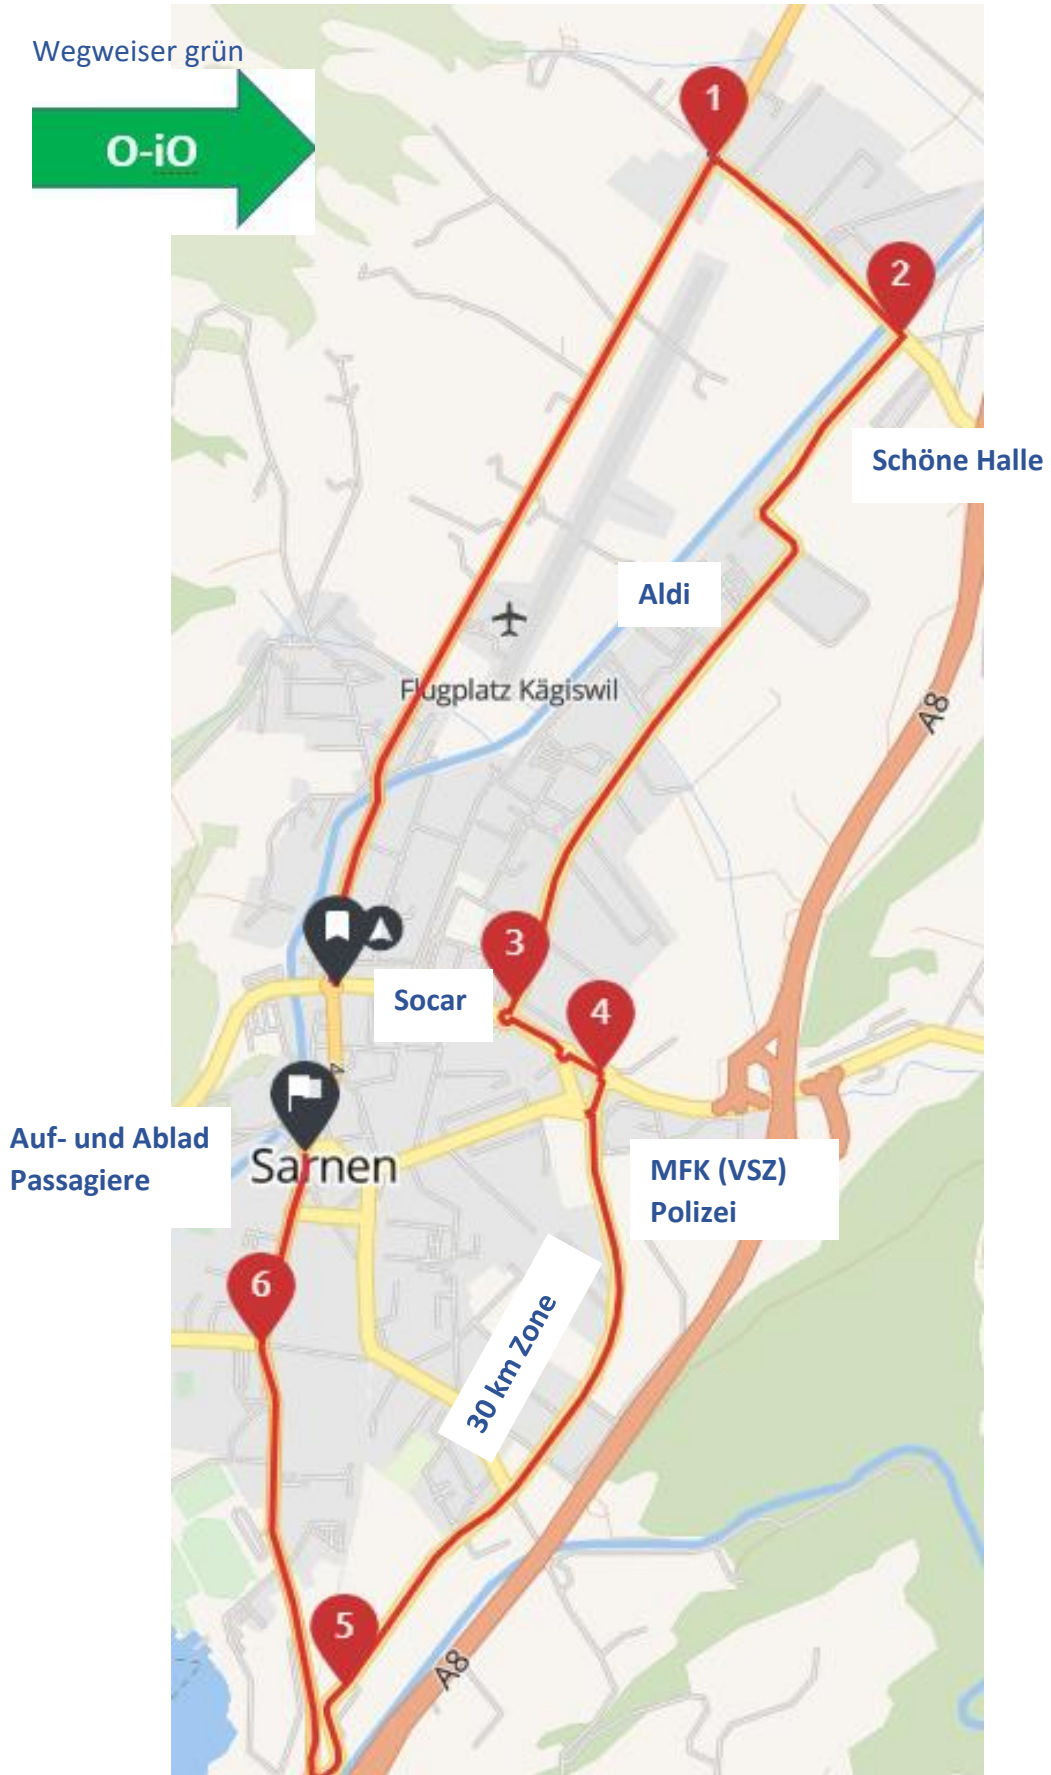 Wegweiser grün
O-iO
1
2
Schöne Halle
Aldi
Flugplatz Kägiswil
A8
3
Socar
4
Auf- und Ablad
Passagiere
Sarnen
MFK (VSZ)
Polizei
6
30 km Zone
5
A8